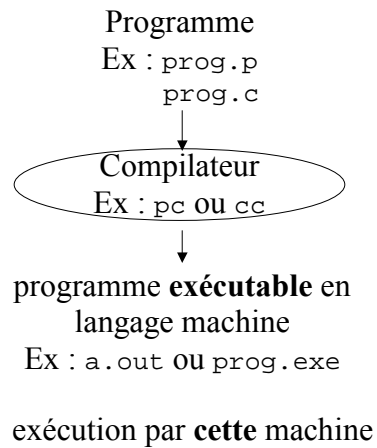 Programme
Ex : prog.p
prog.c
Compilateur
Ex : pc ou cc
programme exécutable en
langage machine
Ex : a.out ou prog.exe
exécution par cette machine